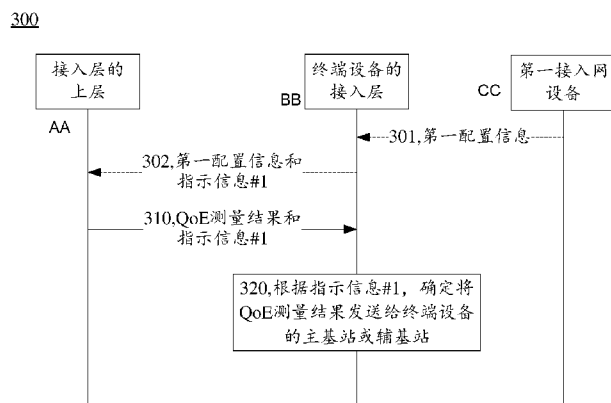 300
接入层的
上层
终端设备的
接入层
第一接入网
设备
AA
BB
CC
301,第一配置信息
302,第一配置信息和
指示信息#1
310,QoE测量结果和
指示信息#1
320,根据指示信息#1，确定将
QoE测量结果发送给终端设备
的主基站或辅基站